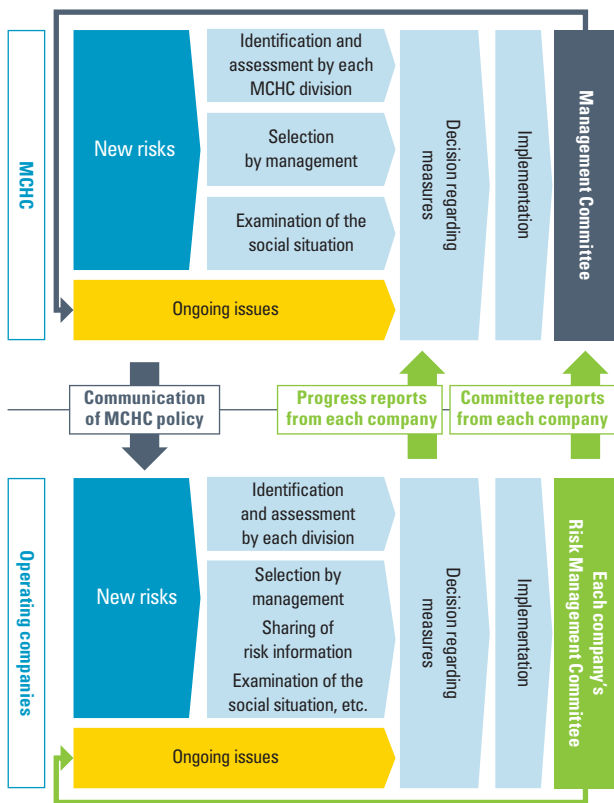 MCHC
New risks
Identification and
assessment by each
MCHC division
Selection
by management
Examination of the
social situation
Decision regarding
measures
Implementation
Management Committee
Ongoing issues
Communication
of MCHC policy
Progress reports
from each company
Committee reports
from each company
Operating companies
New risks
Identification
and assessment
by each division
Selection by
management
Sharing of
risk information
Examination of the
social situation, etc.
Decision regarding
measures
Implementation
Each company’s
Risk Management Committee
Ongoing issues